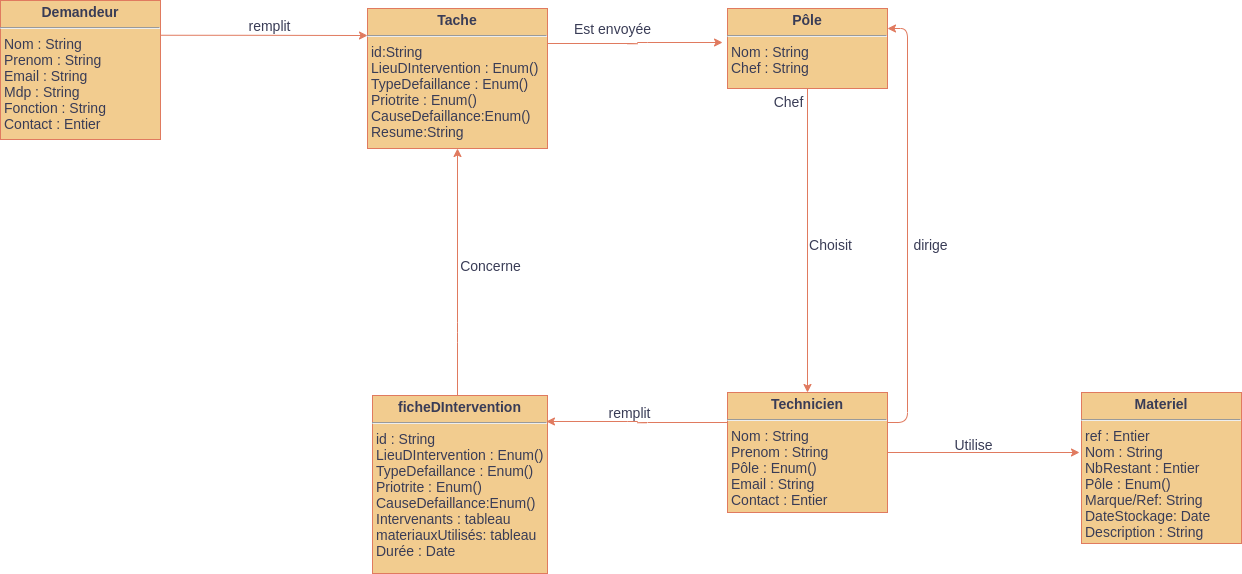 Demandeur
Nom : String
Prenom : String
Email : String
Mdp : String
Fonction : String
Contact : Entier
remplit
Tache
id:String
LieuDIntervention : Enum()
TypeDefaillance : Enum()
Priotrite : Enum()
CauseDefaillance:Enum()
Resume:String
Est envoyée
Pôle
Nom : String
Chef : String
Chef
Choisit
dirige
Concerne
ficheDIntervention
id : String
LieuDIntervention : Enum()
TypeDefaillance : Enum()
Priotrite : Enum()
CauseDefaillance:Enum()
Intervenants : tableau
materiauxUtilisés: tableau
Durée : Date
remplit
Technicien
Nom : String
Prenom : String
Pôle : Enum()
Email : String
Contact : Entier
Utilise
Materiel
ref : Entier
Nom : String
NbRestant : Entier
Pôle : Enum()
Marque/Ref: String
DateStockage: Date
Description : String